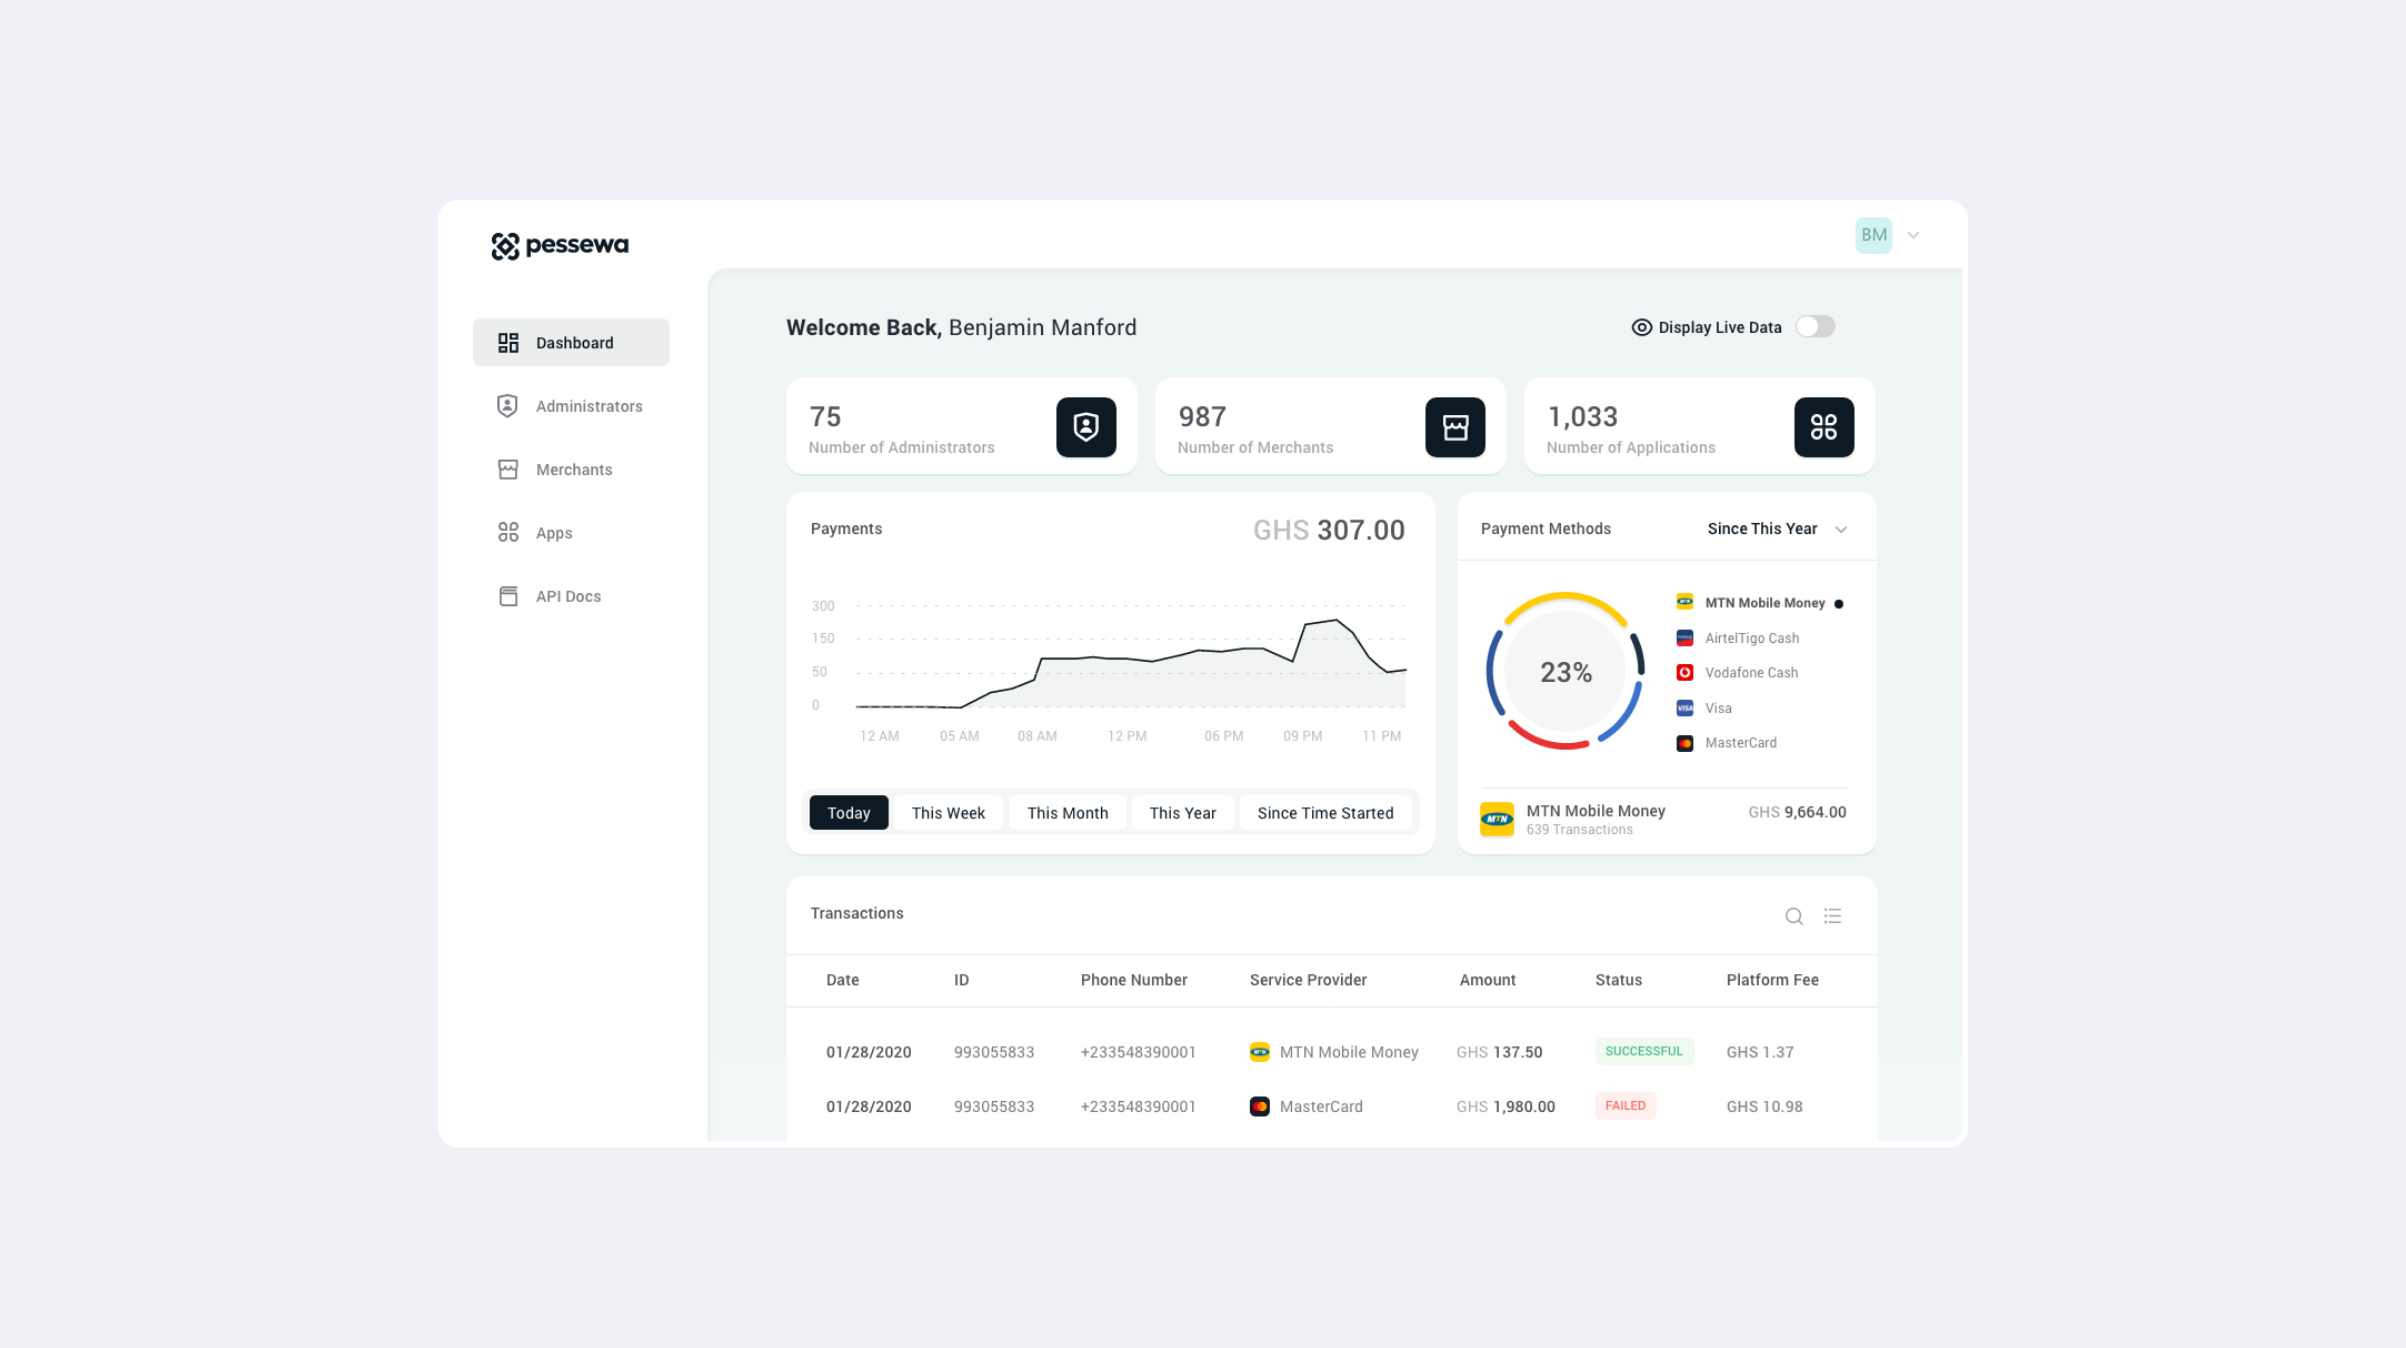 pessewa
BM
Dashboard
Administrators
Merchants
Apps
API Docs
Welcome Back, Benjamin Manford
Display Live Data
75
Number of Administrators
987
Number of Merchants
1,033
Number of Applications
Payments
GHS 307.00
300
150
50
0
12 AM 05 AM 08 AM 12 PM 06 PM 09 PM 11 PM
Today This Week This Month This Year Since Time Started
Payment Methods Since This Year
23%
MTN Mobile Money
AirtelTigo Cash
Vodafone Cash
VISA Visa
MasterCard
MTN MTN Mobile Money GHS 9,664.00
639 Transactions
Transactions
Date ID Phone Number Service Provider Amount Status Platform Fee
01/28/2020 993055833 +233548390001 MTN Mobile Money GHS 137.50 SUCCESSFUL GHS 1.37
01/28/2020 993055833 +233548390001 MasterCard GHS 1,980.00 FAILED GHS 10.98